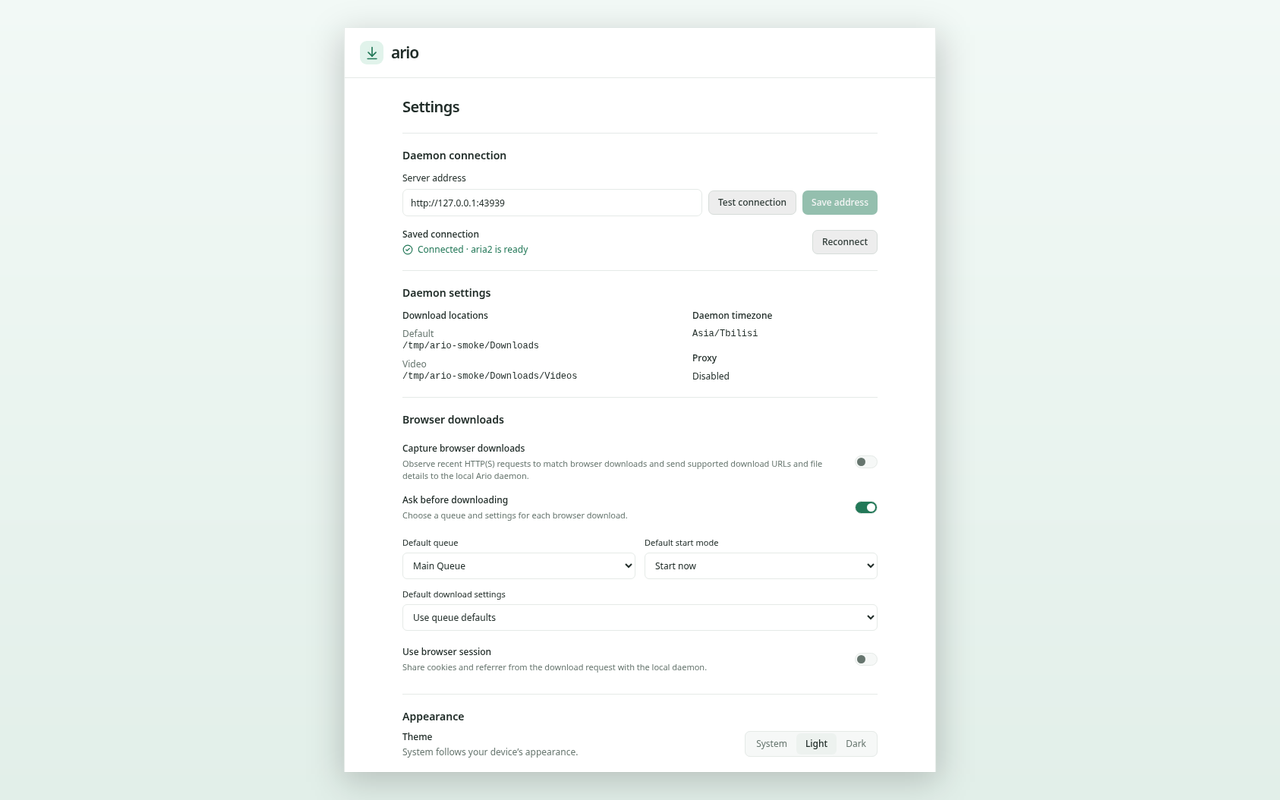 ario
Settings
Daemon connection
Server address
http://127.0.0.1:43939
Test connection
Save address
Saved connection
Connected · aria2 is ready
Reconnect
Daemon settings
Download locations
Default
/tmp/ario-smoke/Downloads
Video
/tmp/ario-smoke/Downloads/Videos
Daemon timezone
Asia/Tbilisi
Proxy
Disabled
Browser downloads
Capture browser downloads
Observe recent HTTP(S) requests to match browser downloads and send supported download URLs and file
details to the local Ario daemon.
Ask before downloading
Choose a queue and settings for each browser download.
Default queue
Main Queue
Default start mode
Start now
Default download settings
Use queue defaults
Use browser session
Share cookies and referrer from the download request with the local daemon.
Appearance
Theme
System follows your device’s appearance.
System
Light
Dark